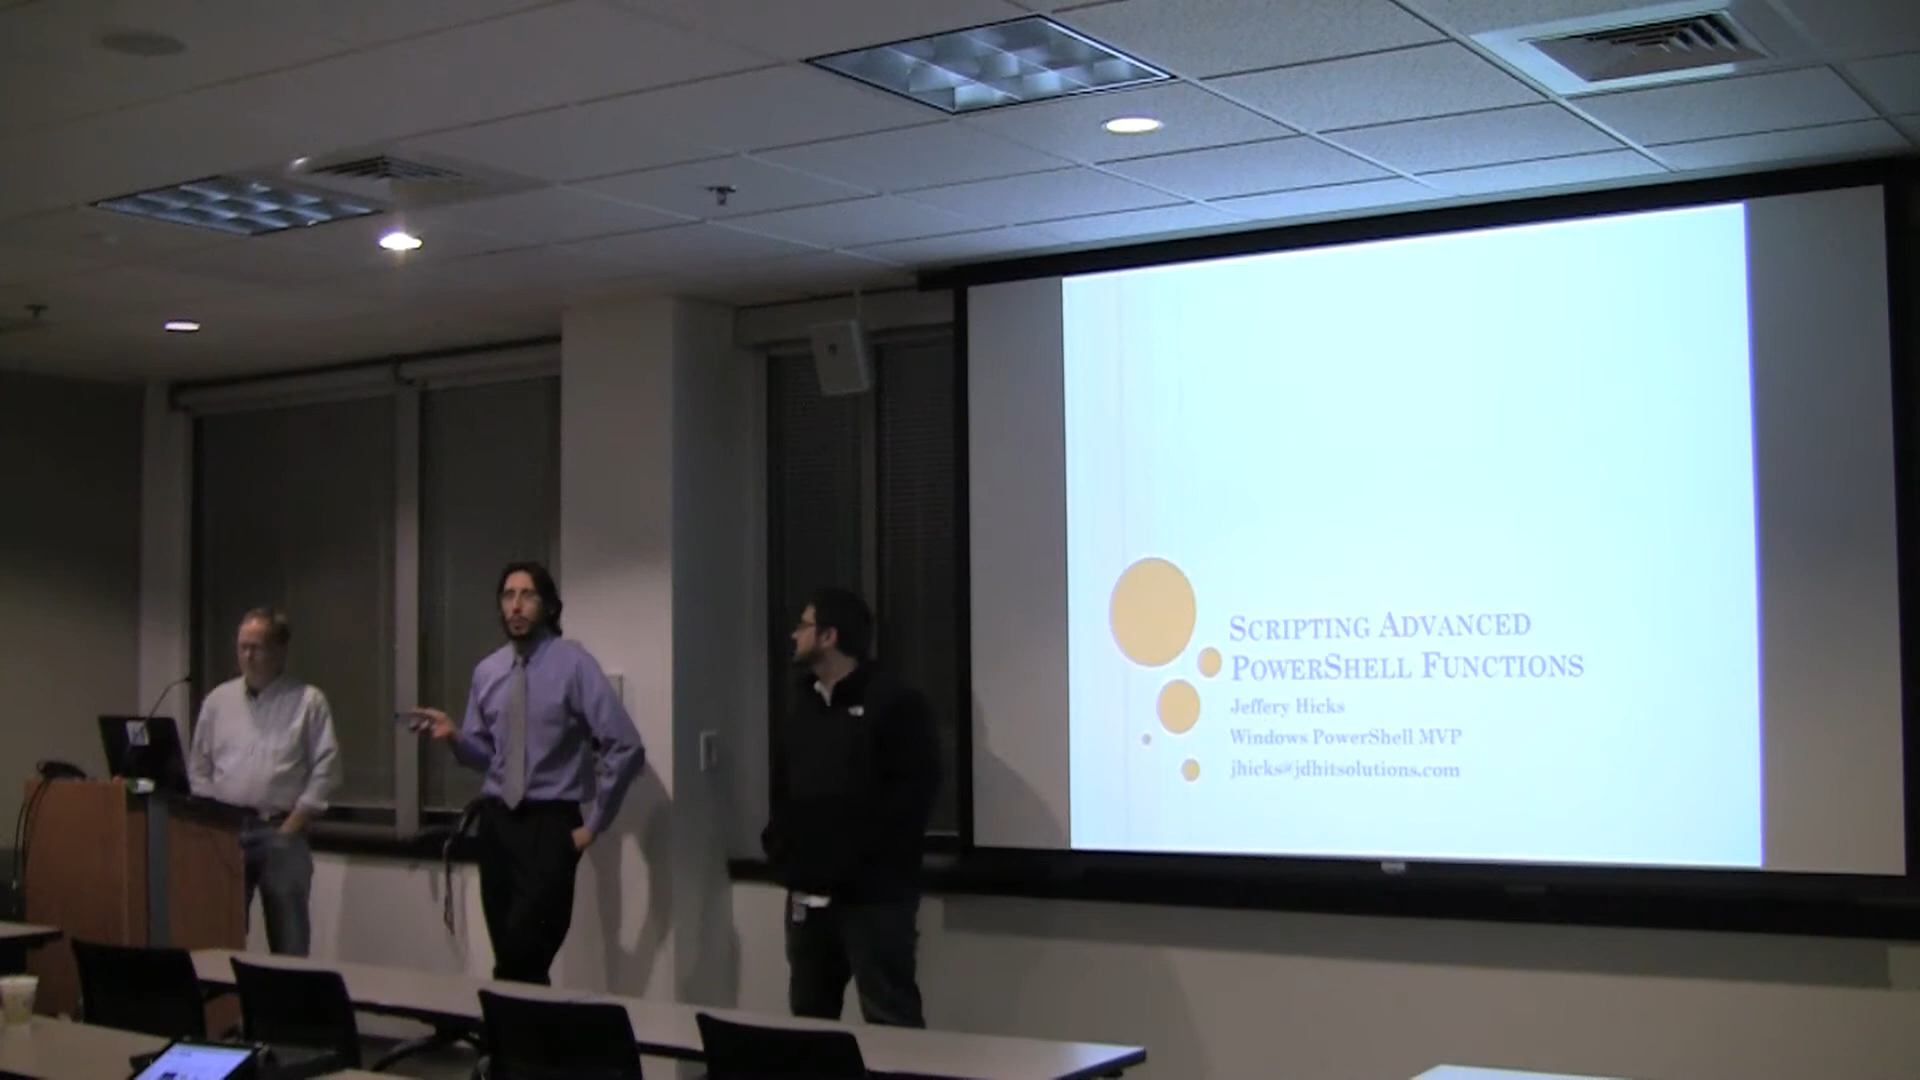 SCRIPTING ADVANCED
POWERSHELL FUNCTIONS
Jeffery Hicks
Windows PowerShell MVP
jhicks@jdhitsolutions.com